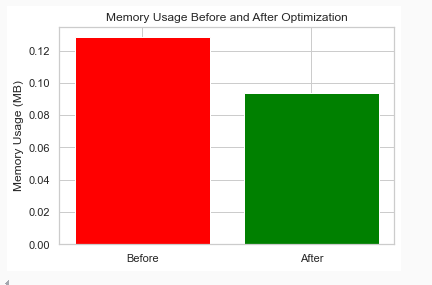 Memory Usage Before and After Optimization
Memory Usage (MB)
0.12
0.10
0.08
0.06
0.04
0.02
0.00
Before After